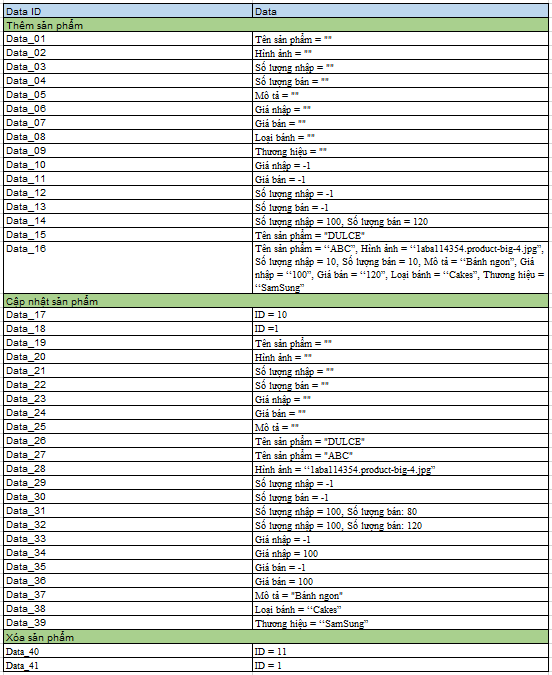 Data ID Data
Thêm sản phẩm
Data_01 Tên sản phẩm = ""
Data_02 Hình ảnh = ""
Data_03 Số lượng nhập = ""
Data_04 Số lượng bán = ""
Data_05 Mô tả = ""
Data_06 Giá nhập = ""
Data_07 Giá bán = ""
Data_08 Loại bánh = ""
Data_09 Thương hiệu = ""
Data_10 Giá nhập = -1
Data_11 Giá bán = -1
Data_12 Số lượng nhập = -1
Data_13 Số lượng bán = -1
Data_14 Số lượng nhập = 100, Số lượng bán = 120
Data_15 Tên sản phẩm = "DULCE"
Data_16 Tên sản phẩm = “ABC”, Hình ảnh = “1aba114354.product-big-4.jpg”,
Số lượng nhập = 10, Số lượng bán = 10, Mô tả = “Bánh ngon”, Giá
nhập = “100”, Giá bán = “120”, Loại bánh = “Cakes”, Thương hiệu =
“SamSung”
Cập nhật sản phẩm
Data_17 ID = 10
Data_18 ID =1
Data_19 Tên sản phẩm = ""
Data_20 Hình ảnh = ""
Data_21 Số lượng nhập = ""
Data_22 Số lượng bán = ""
Data_23 Giá nhập = ""
Data_24 Giá bán = ""
Data_25 Mô tả = ""
Data_26 Tên sản phẩm = "DULCE"
Data_27 Tên sản phẩm = "ABC"
Data_28 Hình ảnh = “1aba114354.product-big-4.jpg”
Data_29 Số lượng nhập = -1
Data_30 Số lượng bán = -1
Data_31 Số lượng nhập = 100, Số lượng bán: 80
Data_32 Số lượng nhập = 100, Số lượng bán: 120
Data_33 Giá nhập = -1
Data_34 Giá nhập = 100
Data_35 Giá bán = -1
Data_36 Giá bán = 100
Data_37 Mô tả = "Bánh ngon"
Data_38 Loại bánh = “Cakes”
Data_39 Thương hiệu = “SamSung”
Xóa sản phẩm
Data_40 ID = 11
Data_41 ID = 1